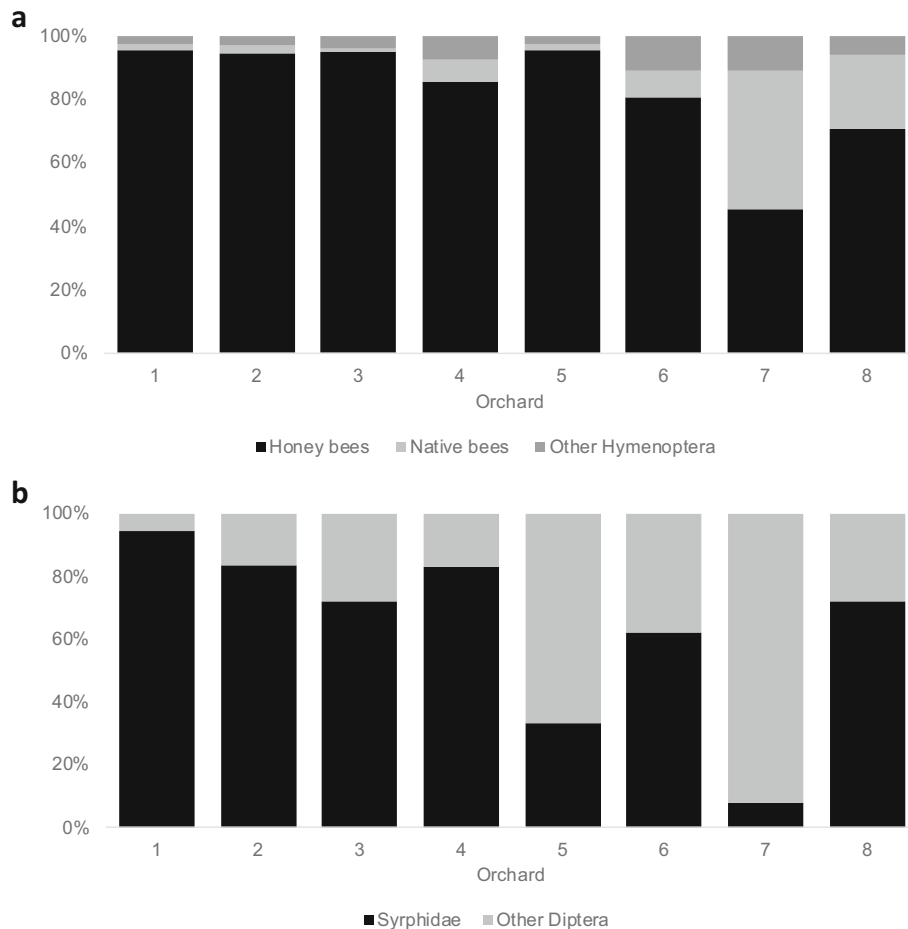 a
100%
80%
60%
40%
20%
0%
1 2 3 4 5 6 7 8
Orchard
Honey bees Native bees Other Hymenoptera
b
100%
80%
60%
40%
20%
0%
1 2 3 4 5 6 7 8
Orchard
Syrphidae Other Diptera